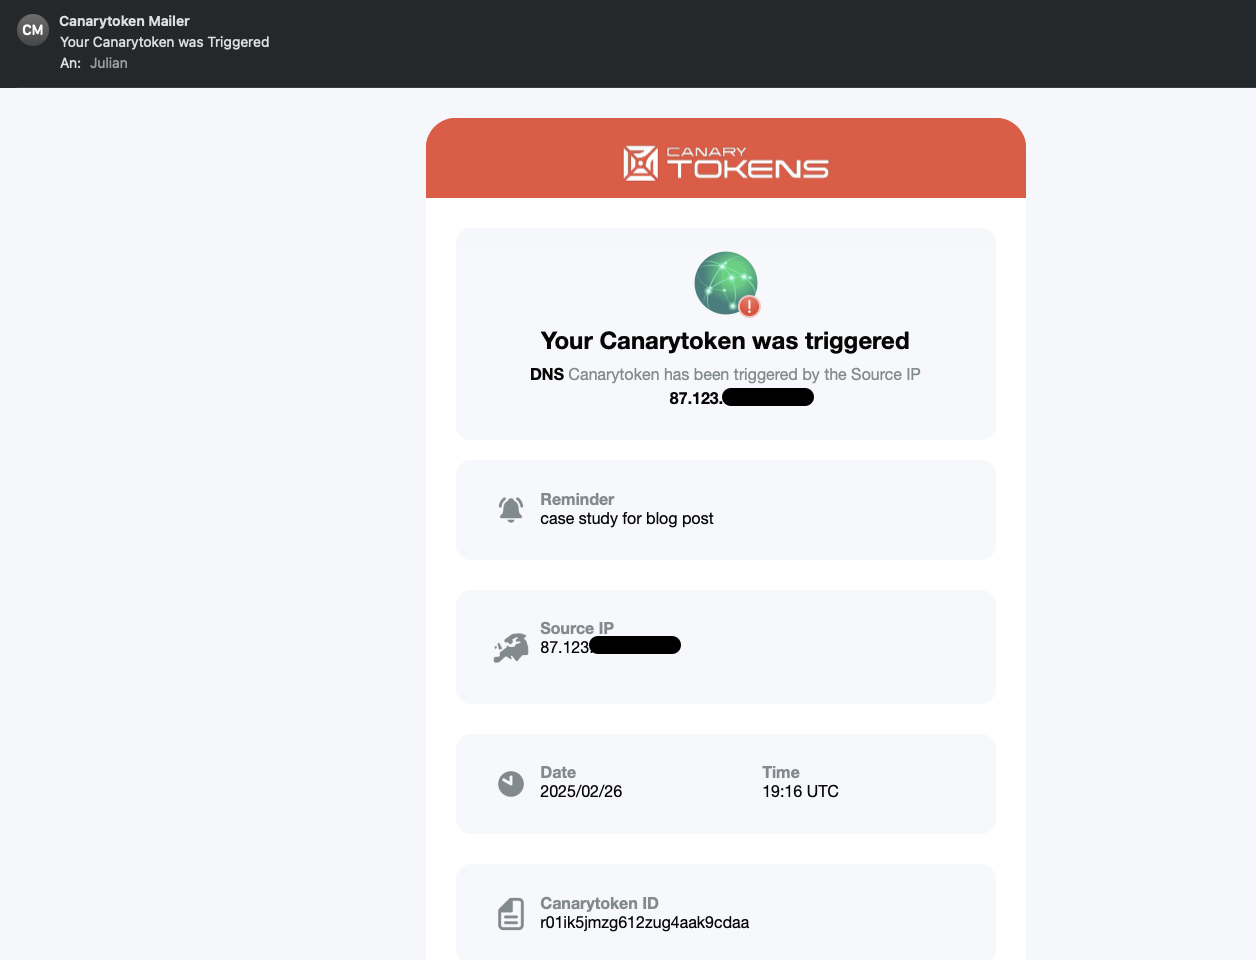 CM
Canarytoken Mailer
Your Canarytoken was Triggered
An: Julian
CANARY
TOKENS
Your Canarytoken was triggered
DNS Canarytoken has been triggered by the Source IP
87.123.
Reminder
case study for blog post
Source IP
87.123.
Date
2025/02/26
Time
19:16 UTC
Canarytoken ID
r01ik5jmzg612zug4aak9cdaa